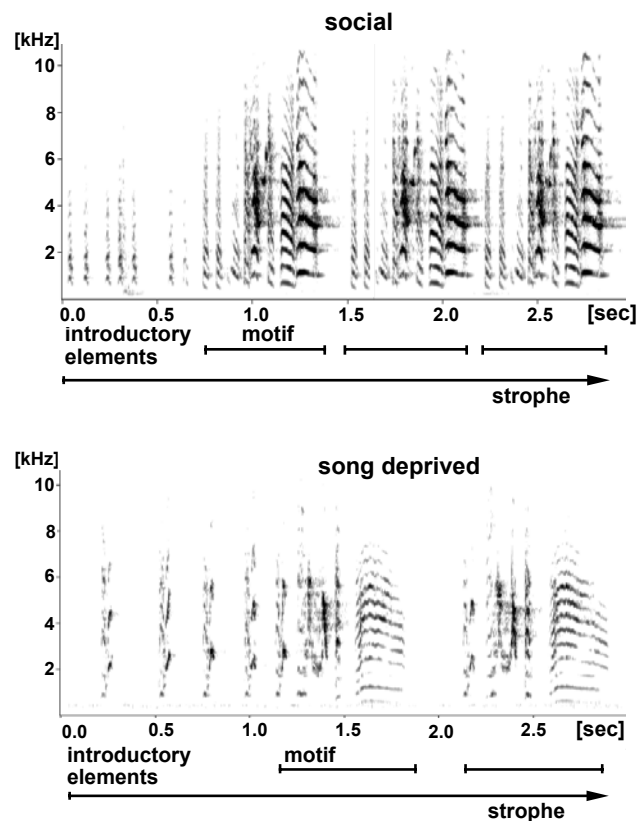 social
[kHz]
10
8
6
4
2
0.0 0.5 1.0 1.5 2.0 2.5 [sec]
introductory
elements
motif
strophe
song deprived
[kHz]
10
8
6
4
2
0.0 0.5 1.0 1.5 2.0 2.5 [sec]
introductory
elements
motif
strophe